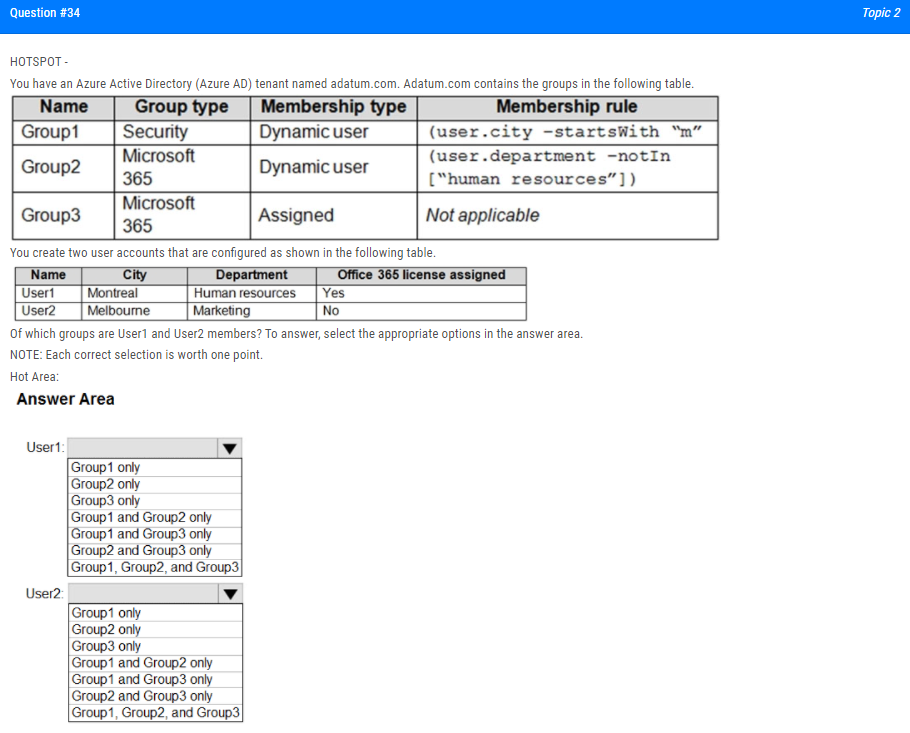 Question #34
Topic 2
HOTSPOT -
You have an Azure Active Directory (Azure AD) tenant named adatum.com. Adatum.com contains the groups in the following table.
Name Group type Membership type Membership rule
Group1 Security Dynamic user (user.city -startsWith “m”
Group2 Microsoft 365 Dynamic user (user.department -notIn [“human resources”])
Group3 Microsoft 365 Assigned Not applicable
You create two user accounts that are configured as shown in the following table.
Name City Department Office 365 license assigned
User1 Montreal Human resources Yes
User2 Melbourne Marketing No
Of which groups are User1 and User2 members? To answer, select the appropriate options in the answer area.
NOTE: Each correct selection is worth one point.
Hot Area:
Answer Area
User1:
Group1 only
Group2 only
Group3 only
Group1 and Group2 only
Group1 and Group3 only
Group2 and Group3 only
Group1, Group2, and Group3
User2:
Group1 only
Group2 only
Group3 only
Group1 and Group2 only
Group1 and Group3 only
Group2 and Group3 only
Group1, Group2, and Group3